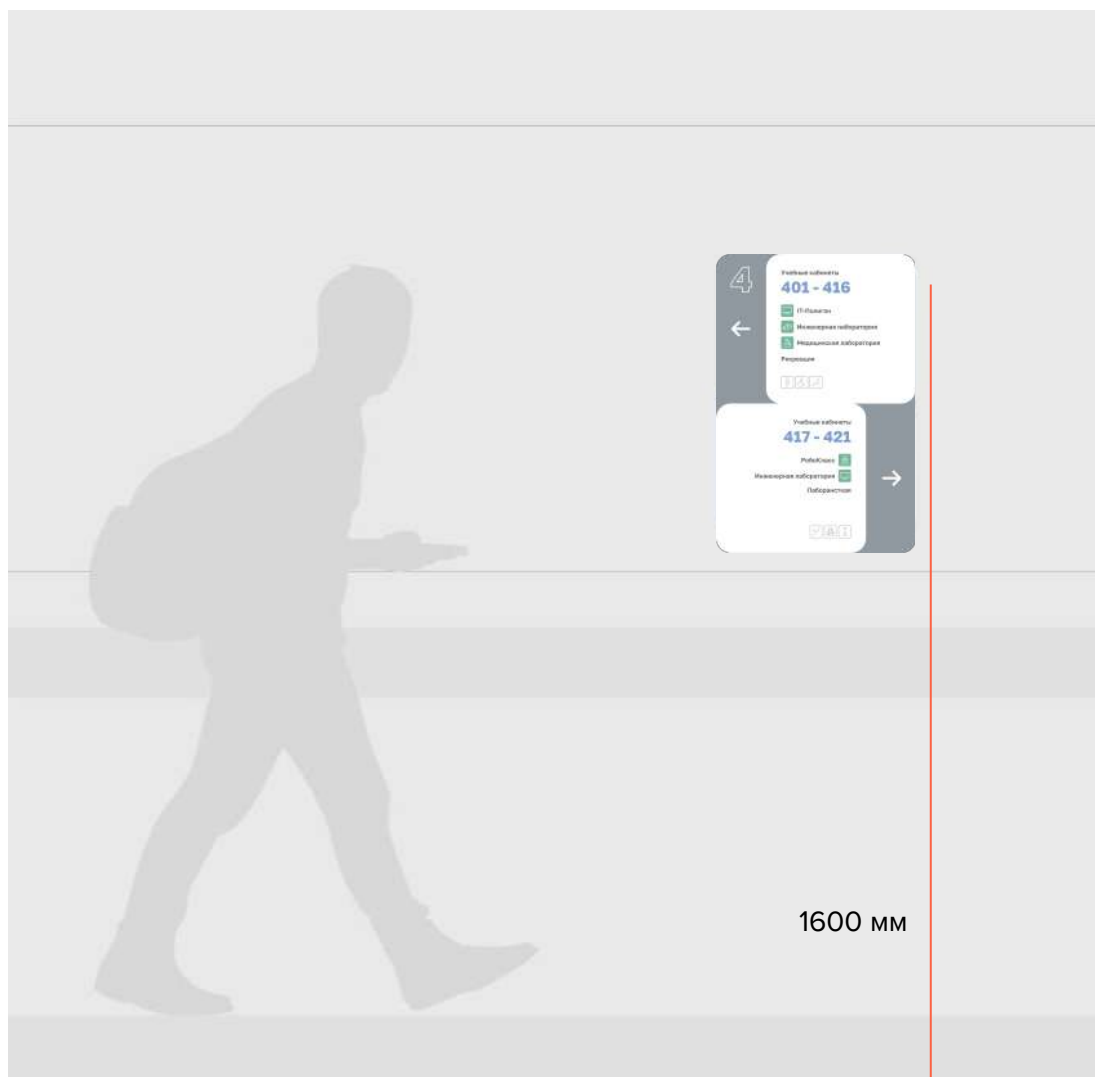 4
Учебные кабинеты
401 - 416
IT-Полигон
Инженерная лаборатория
Медицинская лаборатория
Рекреация
Учебные кабинеты
417 - 421
РобоКласс
Инженерная лаборатория
Лаборантская
1600 мм